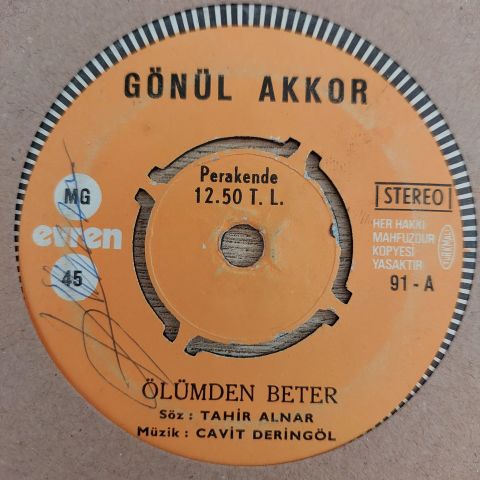 GÖNÜL AKKOR
Perakende
12.50 T. L.
MG
evren
45
STEREO
HER HAKKI
MAHFUZDUR
KOPYESİ
YASAKTIR
91 - A
ÖLÜMDEN BETER
Söz : TAHİR ALNAR
Müzik : CAVİT DERİNGÖL